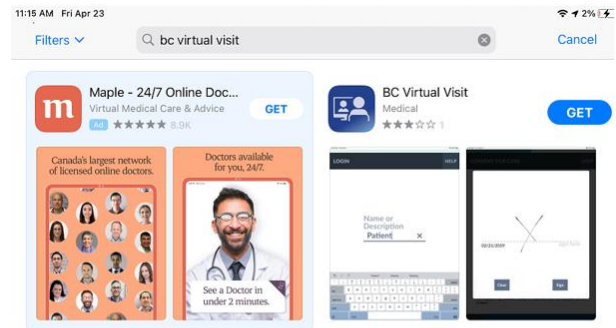 11:15 AM Fri Apr 23
2%
Filters
bc virtual visit
Cancel
m
Maple - 24/7 Online Doc...
Virtual Medical Care & Advice
Ad ★★★★★ 8.9K
GET
BC Virtual Visit
Medical
★★★☆☆ 1
GET
Canada's largest network
of licensed online doctors.
Doctors available
for you, 24/7.
See a Doctor in
under 2 minutes.
LOGIN
HELP
Name or
Description
Patient
02/25/2019
Clear